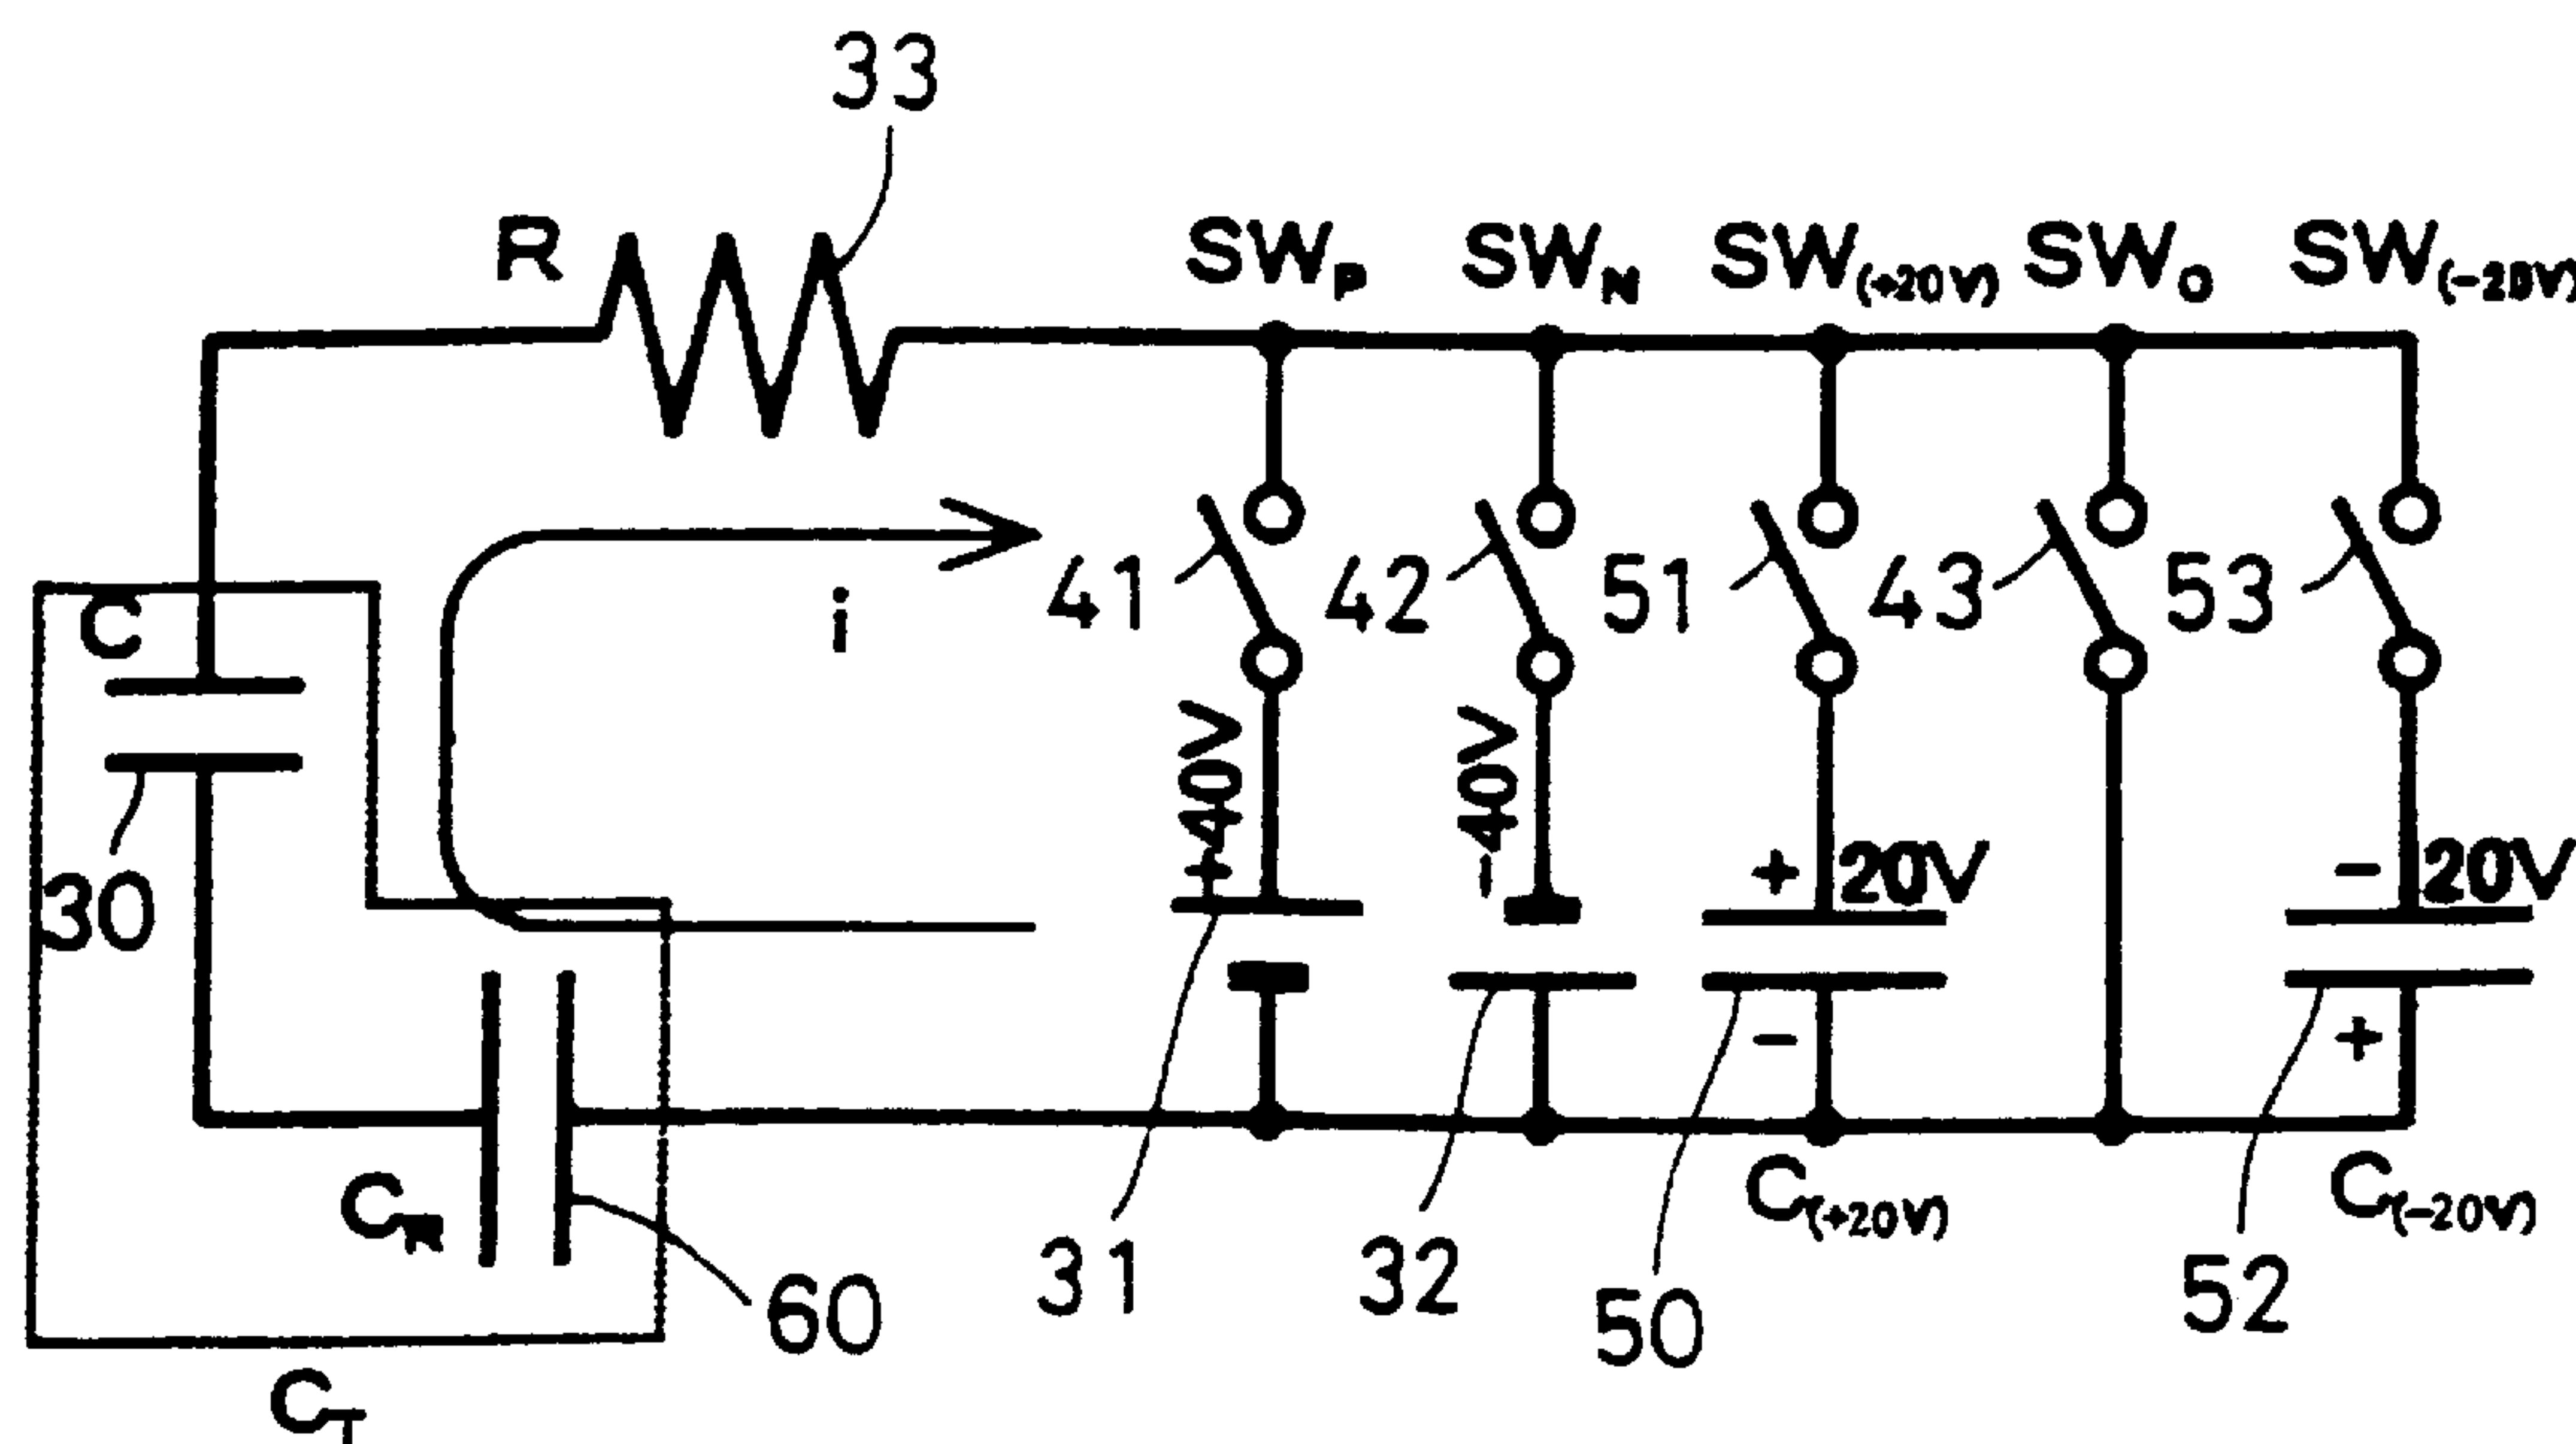 33
R
SWP
SWN
SW(+20V)
SWO
SW(-20V)
C
i
41
42
51
43
53
+40V
-40V
+ 20V
- 20V
30
-
+
CR
C(+20V)
C(-20V)
60
31
32
50
52
CT